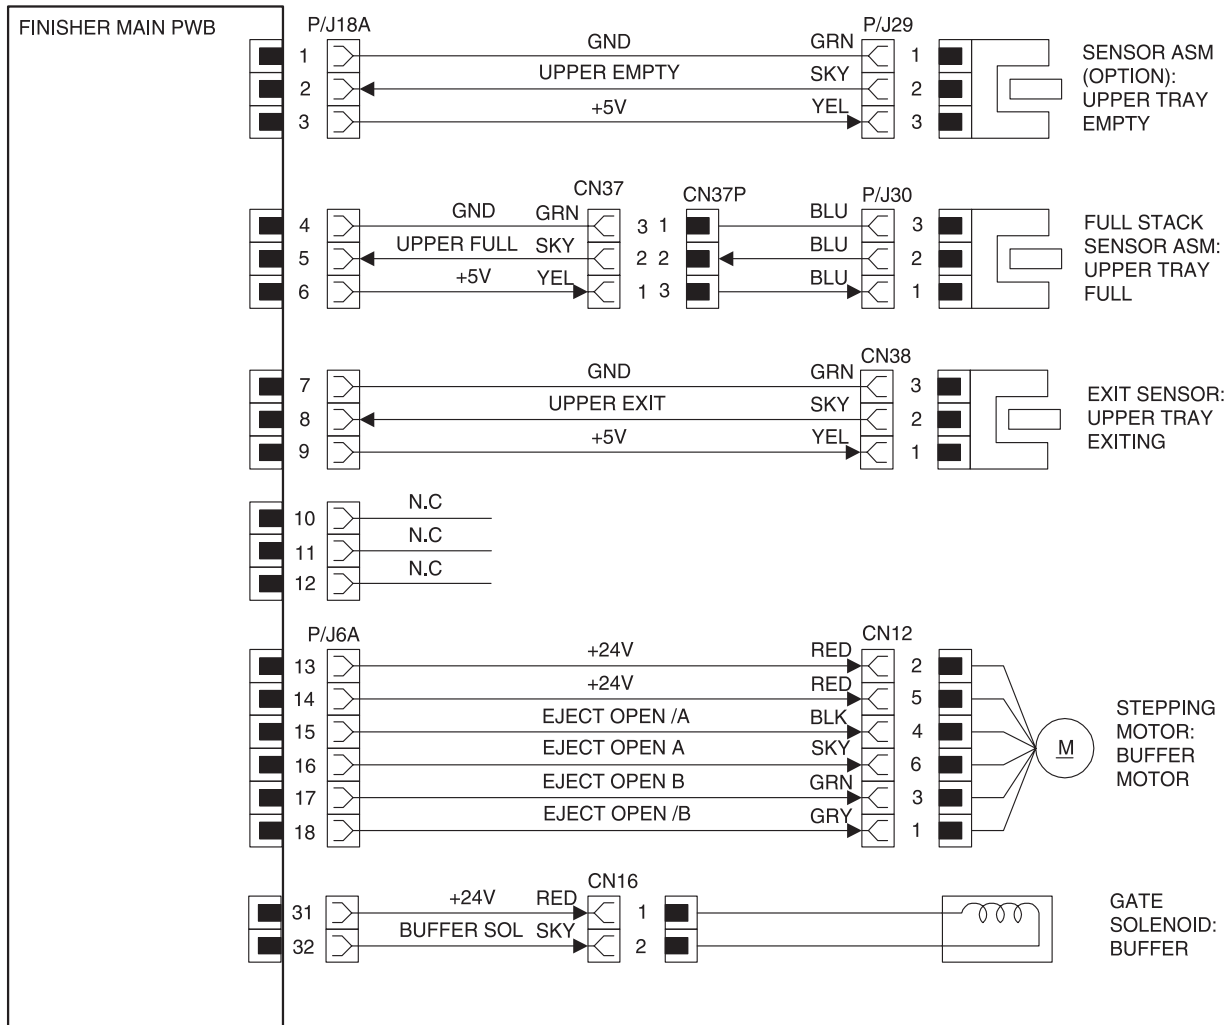 FINISHER MAIN PWB
P/J18A
P/J29
1 GND GRN 1
2 UPPER EMPTY SKY 2
3 +5V YEL 3
SENSOR ASM
(OPTION):
UPPER TRAY
EMPTY
CN37
CN37P
P/J30
4 GND GRN 3 1 BLU 3
5 UPPER FULL SKY 2 2 BLU 2
6 +5V YEL 1 3 BLU 1
FULL STACK
SENSOR ASM:
UPPER TRAY
FULL
CN38
7 GND GRN 3
8 UPPER EXIT SKY 2
9 +5V YEL 1
EXIT SENSOR:
UPPER TRAY
EXITING
10 N.C
11 N.C
12 N.C
P/J6A
CN12
13 +24V RED 2
14 +24V RED 5
15 EJECT OPEN /A BLK 4
16 EJECT OPEN A SKY 6
17 EJECT OPEN B GRN 3
18 EJECT OPEN /B GRY 1
M
STEPPING
MOTOR:
BUFFER
MOTOR
CN16
31 +24V RED 1
32 BUFFER SOL SKY 2
GATE
SOLENOID:
BUFFER